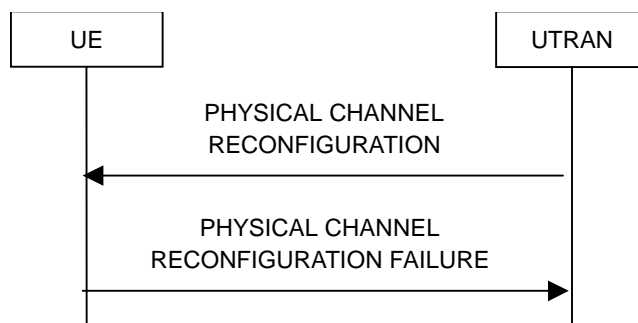 UE
UTRAN
PHYSICAL CHANNEL
RECONFIGURATION
PHYSICAL CHANNEL
RECONFIGURATION FAILURE